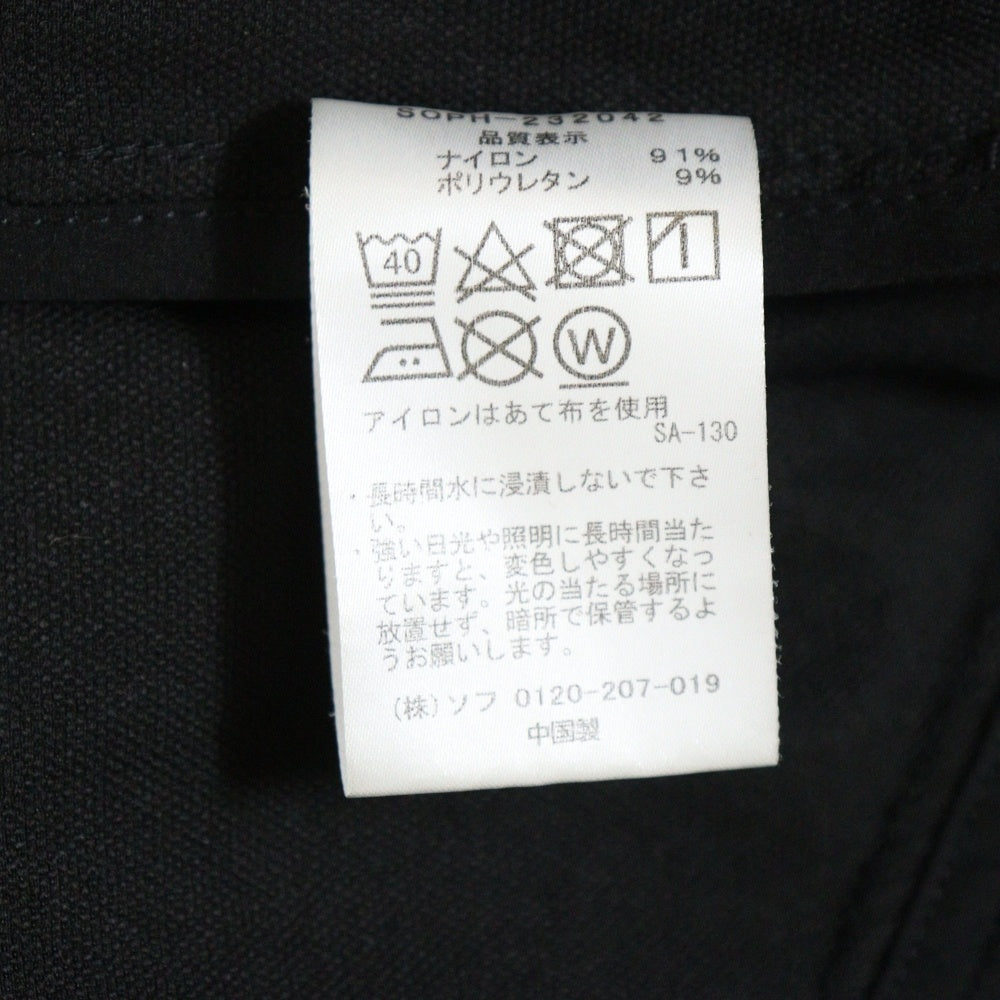 SOPH-232042
品質表示
ナイロン 91%
ポリウレタン 9%
40
W
アイロンはあて布を使用
SA-130
・長時間水に浸漬しないで下さ
い。
・強い日光や照明に長時間当た
りますと、変色しやすくなっ
ています。光の当たる場所に
放置せず、暗所で保管するよ
うお願いします。
(株)ソフ 0120-207-019
中国製